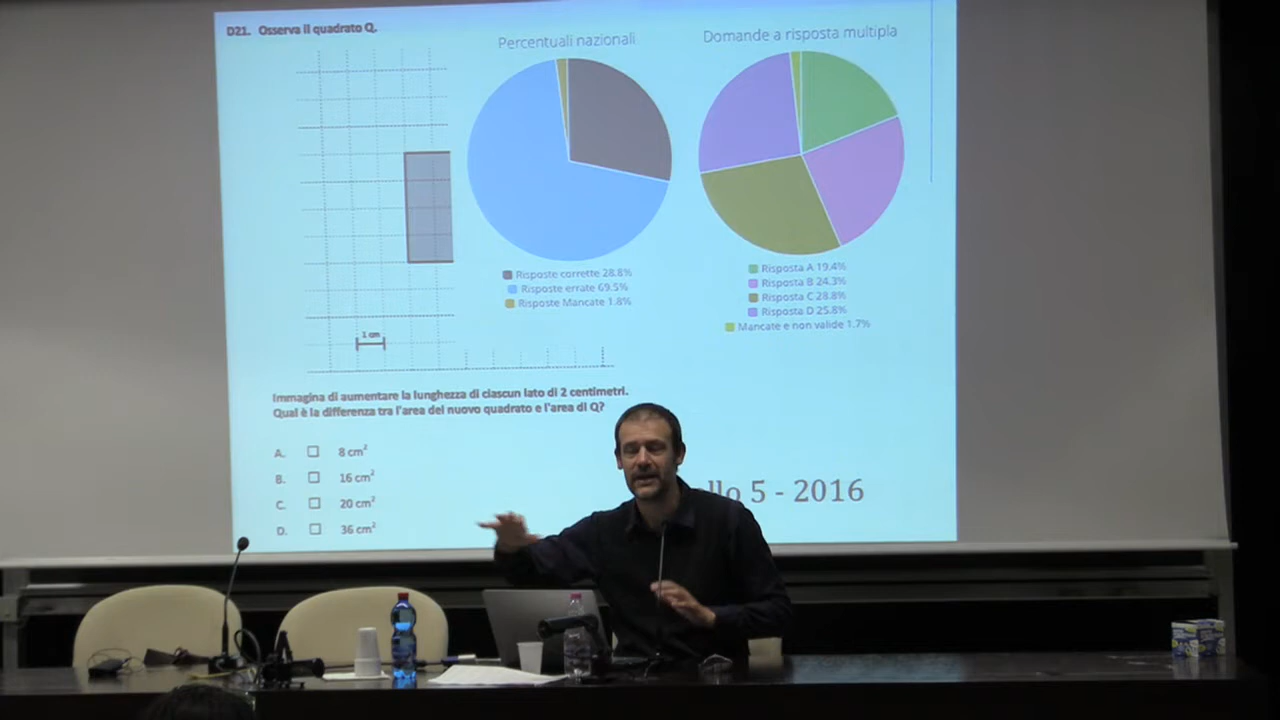 D21. Osserva il quadrato Q.
1 cm
Percentuali nazionali
Risposte corrette 28.8%
Risposte errate 69.5%
Risposte Mancate 1.8%
Domande a risposta multipla
Risposta A 19.4%
Risposta B 24.3%
Risposta C 28.8%
Risposta D 25.8%
Mancate e non valide 1.7%
Immagina di aumentare la lunghezza di ciascun lato di 2 centimetri.
Qual è la differenza tra l'area del nuovo quadrato e l'area di Q?
A. 8 cm²
B. 16 cm²
C. 20 cm²
D. 36 cm²
5 - 2016